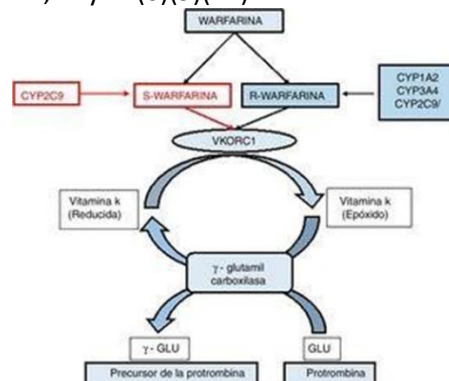 WARFARINA
CYP2C9
S-WARFARINA
R-WARFARINA
CYP1A2
CYP3A4
CYP2C9/
VKORC1
Vitamina k
(Reducida)
Vitamina k
(Epóxido)
γ- glutamil
carboxilasa
γ- GLU
GLU
Precursor de la protrombina
Protrombina